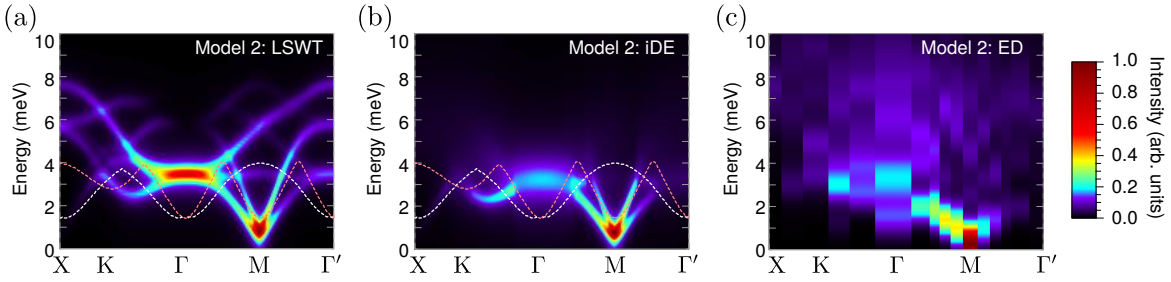 (a)
Model 2: LSWT
Energy (meV)
10
8
6
4
2
0
X K Γ M Γ′
(b)
Model 2: iDE
Energy (meV)
10
8
6
4
2
0
X K Γ M Γ′
(c)
Model 2: ED
Energy (meV)
10
8
6
4
2
0
X K Γ M Γ′
1.0
0.8
0.6
0.4
0.2
0.0
Intensity (arb. units)